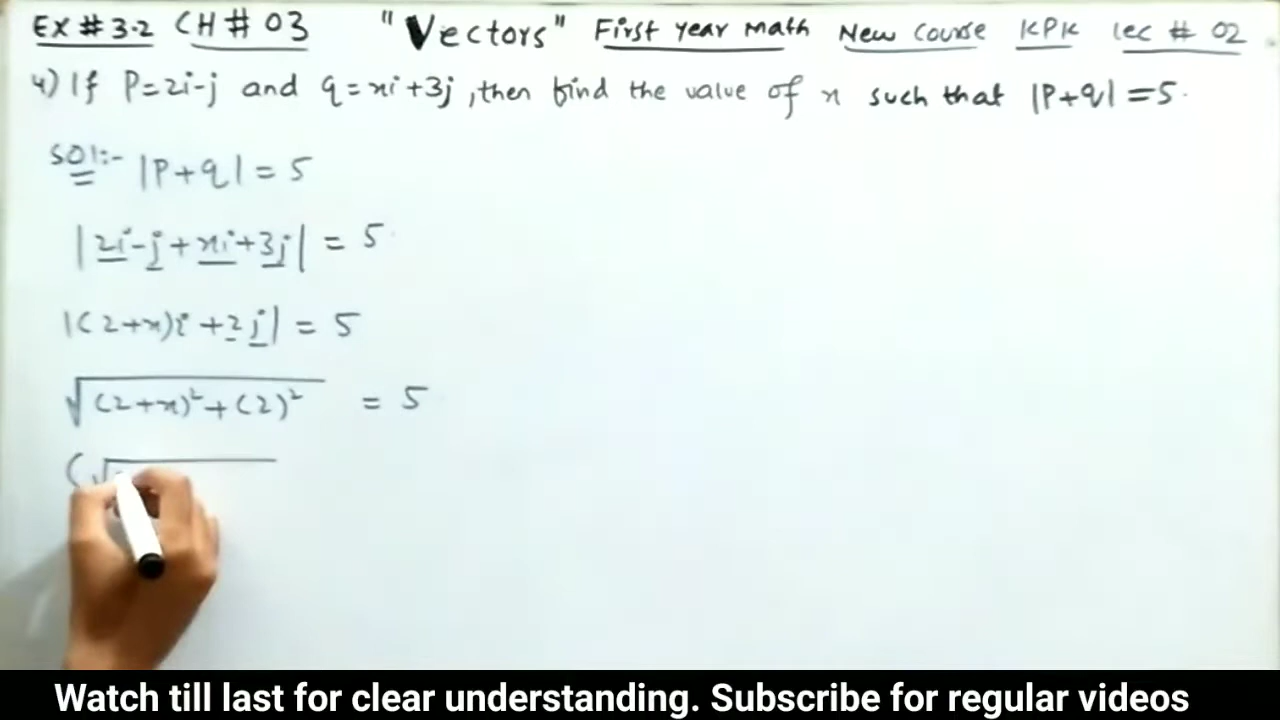 EX # 3.2 CH # 03 "Vectors" First year math New Course KPK lec # 02
4) If P=2i-j and q=xi+3j, then find the value of x such that |P+q|=5.
Sol:- |P+q| = 5
|2i-j+xi+3j| = 5
|(2+x)i+2j| = 5
√(2+x)²+(2)² = 5
(√
Watch till last for clear understanding. Subscribe for regular videos